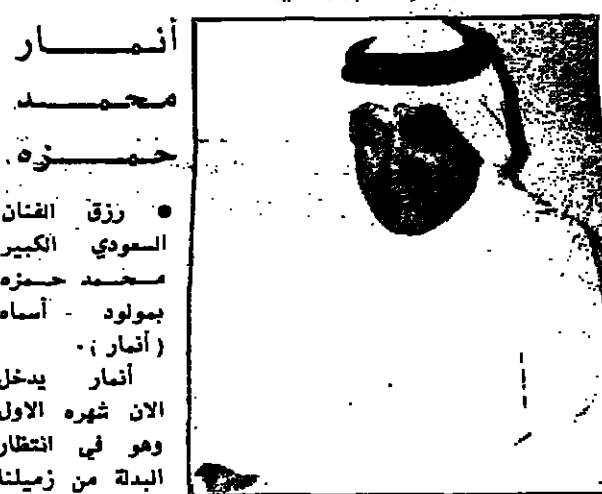 أنمار
محمد
حمزه.
● رزق الفنان
السعودي الكبير
محمد حمزه
بمولود - أسماه
(أنمار).
أنمار يدخل
الان شهره الاول
وهو في انتظار
البدلة من زميلنا